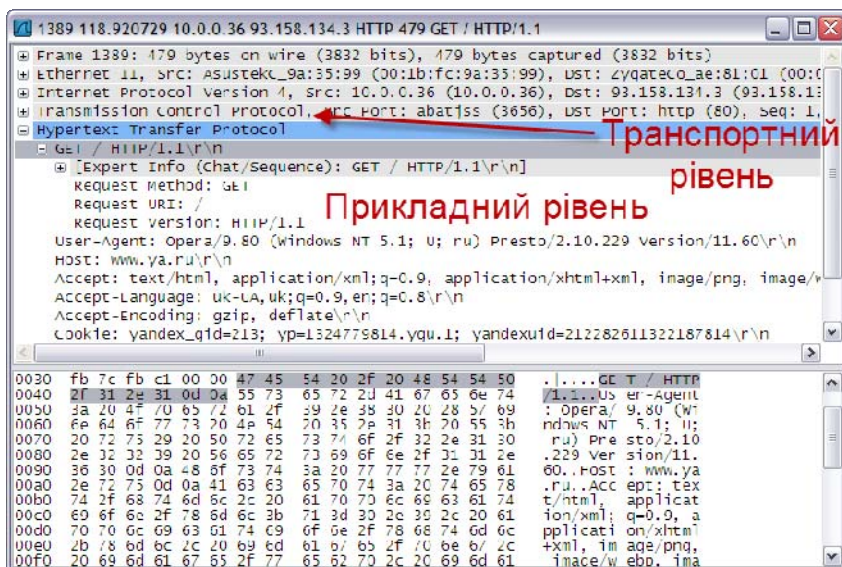 1389 118.920729 10.0.0.36 93.158.134.3 HTTP 479 GET / HTTP/1.1
Frame 1389: 479 bytes on wire (3832 bits), 479 bytes captured (3832 bits)
Ethernet II, Src: AsustekC_9a:35:99 (00:1b:fc:9a:35:99), Dst: ZygateCo_ae:81:01 (00:0
Internet Protocol Version 4, Src: 10.0.0.36 (10.0.0.36), Dst: 93.158.134.3 (93.158.13
Transmission Control Protocol, Src Port: abatjss (3656), Dst Port: http (80), Seq: 1,
Hypertext Transfer Protocol
Транспортний
рівень
GET / HTTP/1.1\r\n
[Expert Info (Chat/Sequence): GET / HTTP/1.1\r\n]
Request Method: GET
Request URI: /
Request Version: HTTP/1.1
Прикладний рівень
User-Agent: Opera/9.80 (Windows NT 5.1; U; ru) Presto/2.10.229 Version/11.60\r\n
Host: www.ya.ru\r\n
Accept: text/html, application/xml;q=0.9, application/xhtml+xml, image/png, image/w
Accept-Language: uk-UA,uk;q=0.9,en;q=0.8\r\n
Accept-Encoding: gzip, deflate\r\n
Cookie: yandex_gid=213; yp=1324779814.ygu.1; yandexuid=212282611322187814\r\n
0030 fb 7c fb c1 00 00 47 45 54 20 2f 20 48 54 54 50 .|....GE T / HTTP
0040 2f 31 2e 31 0d 0a 55 73 65 72 2d 41 67 65 6e 74 /1.1..Us er-Agent
0050 3a 20 4f 70 65 72 61 2f 39 2e 38 30 20 28 57 69 : Opera/ 9.80 (Wi
0060 6e 64 6f 77 73 20 4e 54 20 35 2e 31 3b 20 55 3b ndows NT 5.1; U;
0070 20 72 75 29 20 50 72 65 73 74 6f 2f 32 2e 31 30 ru) Pre sto/2.10
0080 2e 32 32 39 20 56 65 72 73 69 6f 6e 2f 31 31 2e .229 Ver sion/11.
0090 36 30 0d 0a 48 6f 73 74 3a 20 77 77 77 2e 79 61 60..Host : www.ya
00a0 2e 72 75 0d 0a 41 63 63 65 70 74 3a 20 74 65 78 .ru..Acc ept: tex
00b0 74 2f 68 74 6d 6c 2c 20 61 70 70 6c 69 63 61 74 t/html, applicat
00c0 69 6f 6e 2f 78 6d 6c 3b 71 3d 30 2e 39 2c 20 61 ion/xml; q=0.9, a
00d0 70 70 6c 69 63 61 74 69 6f 6e 2f 78 68 74 6d 6c pplicati on/xhtml
00e0 2b 78 6d 6c 2c 20 69 6d 61 67 65 2f 70 6e 67 2c +xml, im age/png,
00f0 20 69 6d 61 67 65 2f 77 65 62 70 2c 20 69 6d 61 image/w ebp, ima